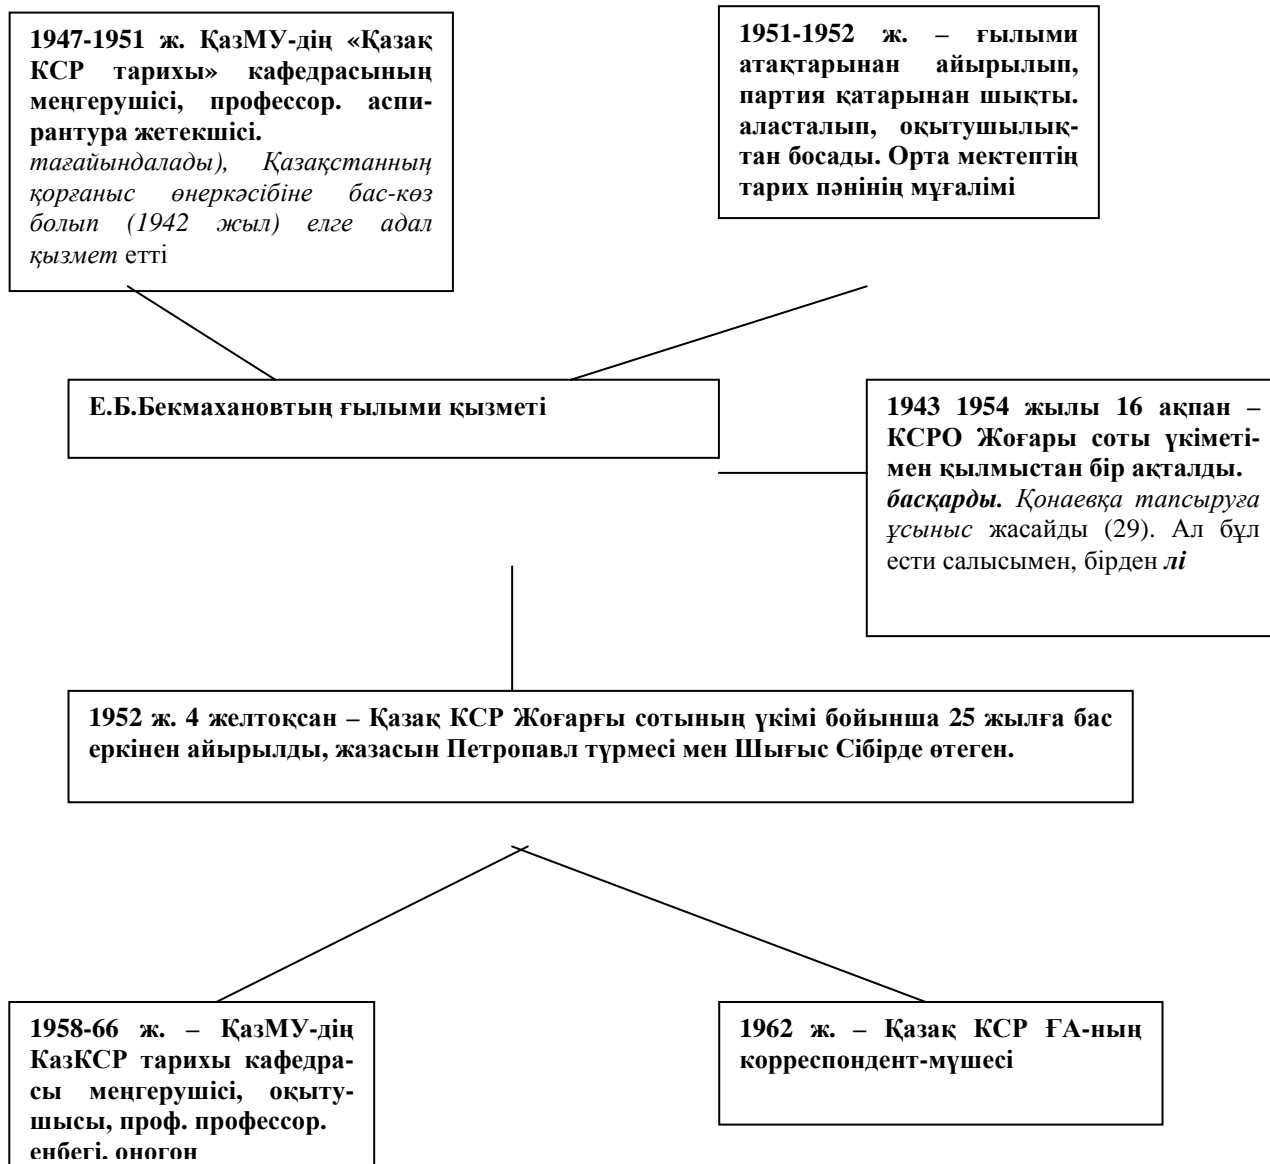 1947-1951 ж. ҚазМУ-дің «Қазақ
КСР тарихы» кафедрасының
меңгерушісі, профессор. аспи-
рантура жетекшісі.
тағайындалады), Қазақстанның
қорғаныс өнеркәсібіне бас-көз
болып (1942 жыл) елге адал
қызмет етті
1951-1952 ж. – ғылыми
атақтарынан айырылып,
партия қатарынан шықты.
аласталып, оқытушылық-
тан босады. Орта мектептің
тарих пәнінің мұғалімі
Е.Б.Бекмахановтың ғылыми қызметі
1943 1954 жылы 16 ақпан –
КСРО Жоғары соты үкіметі-
мен қылмыстан бір ақталды.
басқарды. Қонаевқа тапсыруға
ұсыныс жасайды (29). Ал бұл
ести салысымен, бірден лі
1952 ж. 4 желтоқсан – Қазақ КСР Жоғарғы сотының үкімі бойынша 25 жылға бас
еркінен айырылды, жазасын Петропавл түрмесі мен Шығыс Сібірде өтеген.
1958-66 ж. – ҚазМУ-дің
КазКСР тарихы кафедра-
сы меңгерушісі, оқыту-
шысы, проф. профессор.
еңбегі, оногон
1962 ж. – Қазақ КСР ҒА-ның
корреспондент-мүшесі